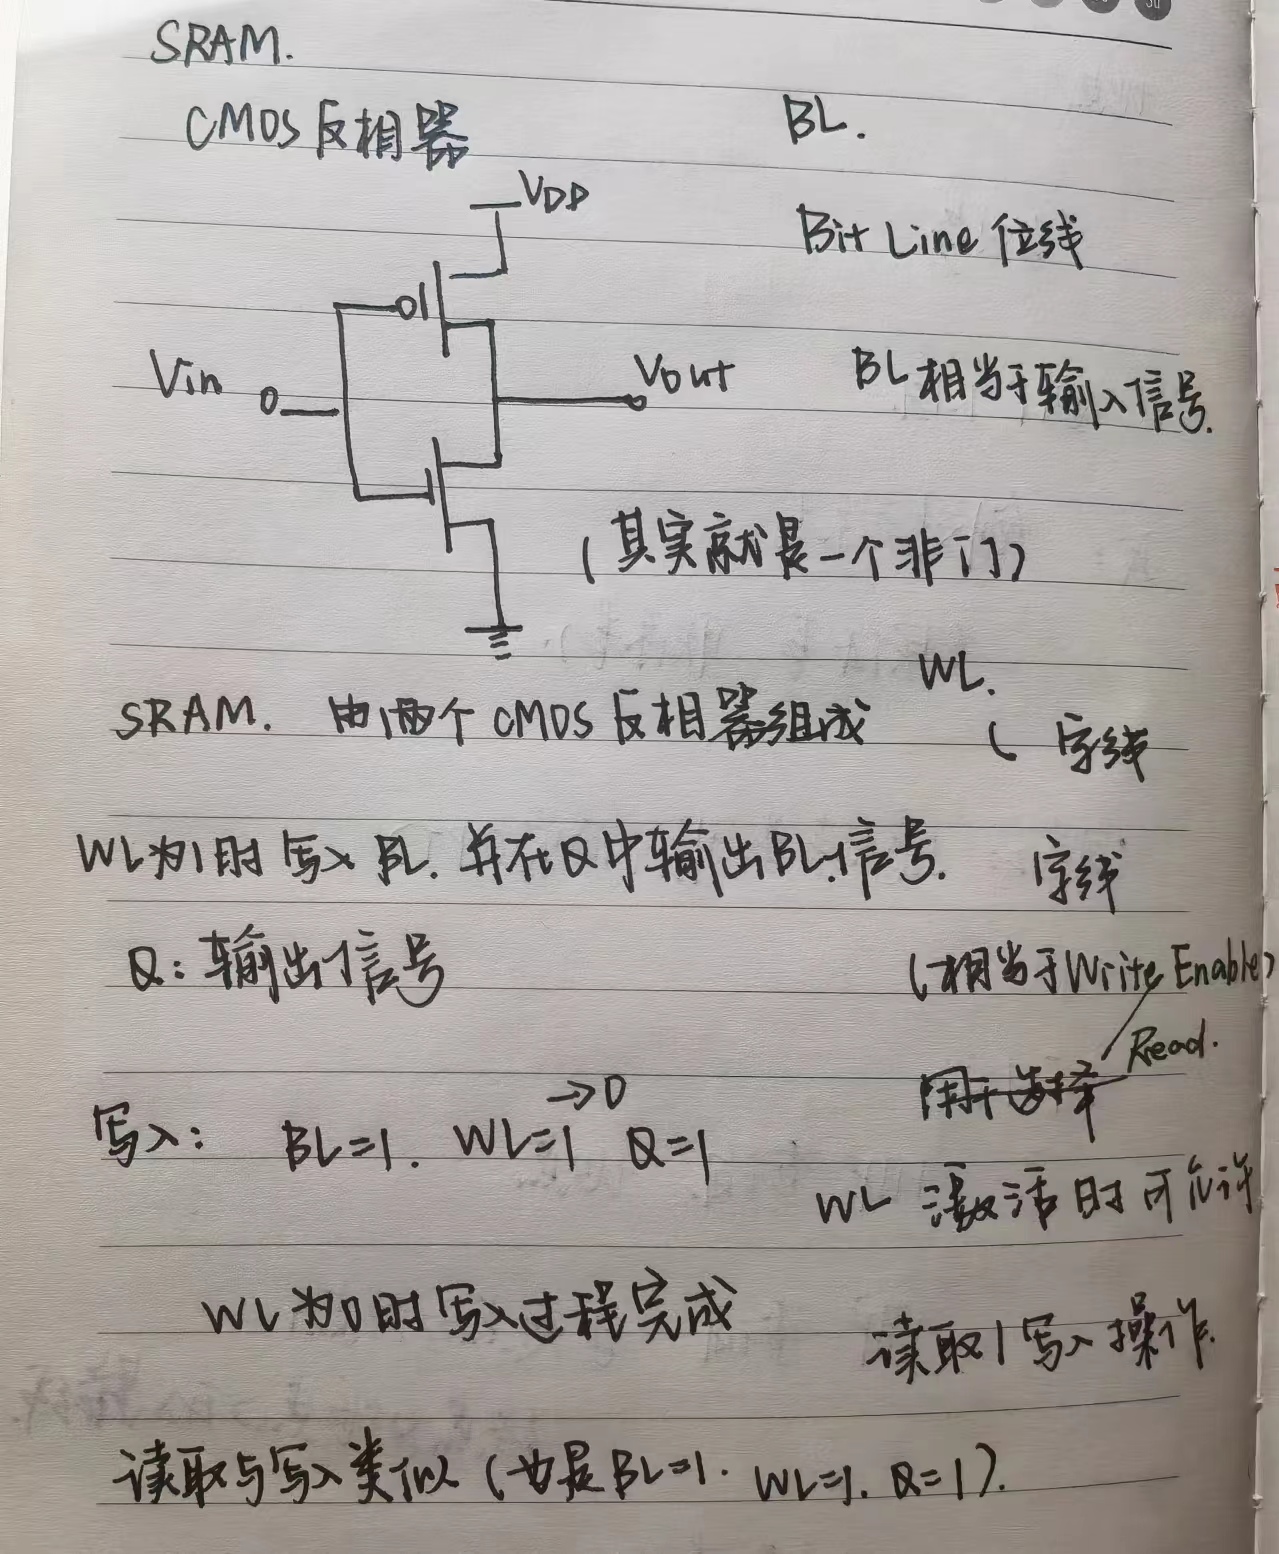 SRAM.
CMOS反相器
BL.
VDD
Bit Line 位线
Vin
Vout
BL相当于输入信号.
(其实就是一个非门)
WL.
SRAM. 由两个CMOS反相器组成
( 字线
WL为1时写入BL. 并在Q中输出BL信号.
字线
Q: 输出信号
(相当于Write Enable)
Read.
用于选择
→0
写入: BL=1. WL=1 Q=1
WL 激活时可允许
WL为0时写入过程完成
读取/写入操作.
读取与写入类似(也是BL=1. WL=1. Q=1).